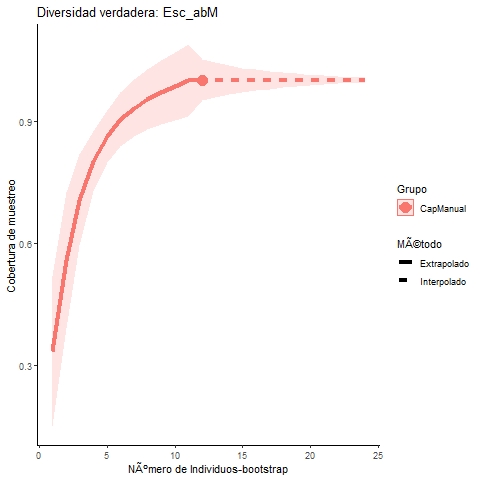 Diversidad verdadera: Esc_abM
Cobertura de muestreo
0.9
0.6
0.3
0
5
10
15
20
25
NÃºmero de Individuos-bootstrap
Grupo
CapManual
MÃ©todo
Extrapolado
Interpolado